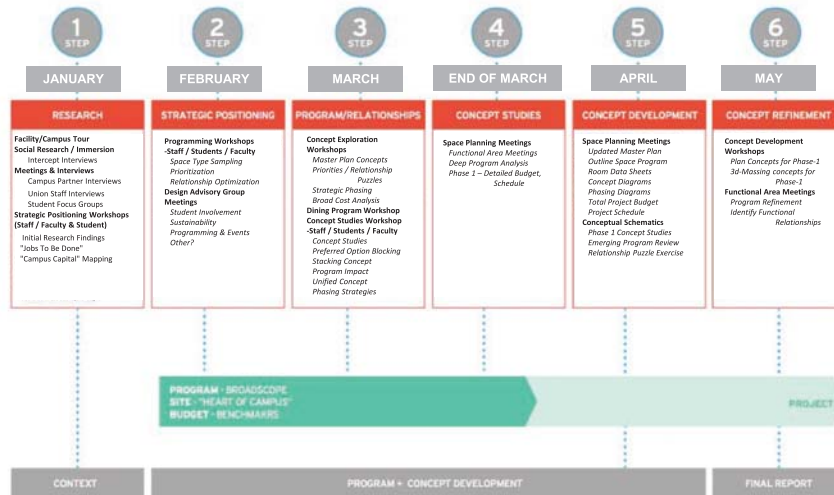 1
STEP
JANUARY
RESEARCH
Facility/Campus Tour
Social Research / Immersion
Intercept Interviews
Meetings & Interviews
Campus Partner Interviews
Union Staff Interviews
Student Focus Groups
Strategic Positioning Workshops
(Staff / Faculty & Student)
Initial Research Findings
"Jobs To Be Done"
"Campus Capital" Mapping
2
STEP
FEBRUARY
STRATEGIC POSITIONING
Programming Workshops
-Staff / Students / Faculty
Space Type Sampling
Prioritization
Relationship Optimization
Design Advisory Group
Meetings
Student Involvement
Sustainability
Programming & Events
Other?
3
STEP
MARCH
PROGRAM/RELATIONSHIPS
Concept Exploration
Workshops
Master Plan Concepts
Priorities / Relationship
Puzzles
Strategic Phasing
Broad Cost Analysis
Dining Program Workshop
Concept Studies Workshop
-Staff / Students / Faculty
Concept Studies
Preferred Option Blocking
Stacking Concept
Program Impact
Unified Concept
Phasing Strategies
4
STEP
END OF MARCH
CONCEPT STUDIES
Space Planning Meetings
Functional Area Meetings
Deep Program Analysis
Phase 1 – Detailed Budget,
Schedule
5
STEP
APRIL
CONCEPT DEVELOPMENT
Space Planning Meetings
Updated Master Plan
Outline Space Program
Room Data Sheets
Concept Diagrams
Phasing Diagrams
Total Project Budget
Project Schedule
Conceptual Schematics
Phase 1 Concept Studies
Emerging Program Review
Relationship Puzzle Exercise
6
STEP
MAY
CONCEPT REFINEMENT
Concept Development
Workshops
Plan Concepts for Phase-1
3d-Massing concepts for
Phase-1
Functional Area Meetings
Program Refinement
Identify Functional
Relationships
PROGRAM - BROADSCOPE
SITE - "HEART OF CAMPUS"
BUDGET - BENCHMAKRS
PROJECT
CONTEXT
PROGRAM + CONCEPT DEVELOPMENT
FINAL REPORT